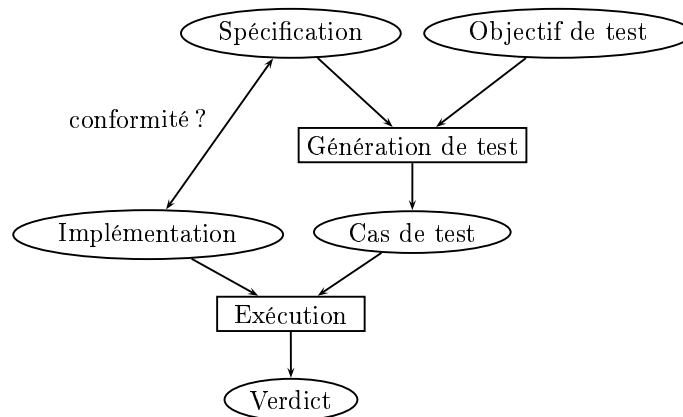 Spécification
Objectif de test
conformité ?
Génération de test
Implémentation
Cas de test
Exécution
Verdict